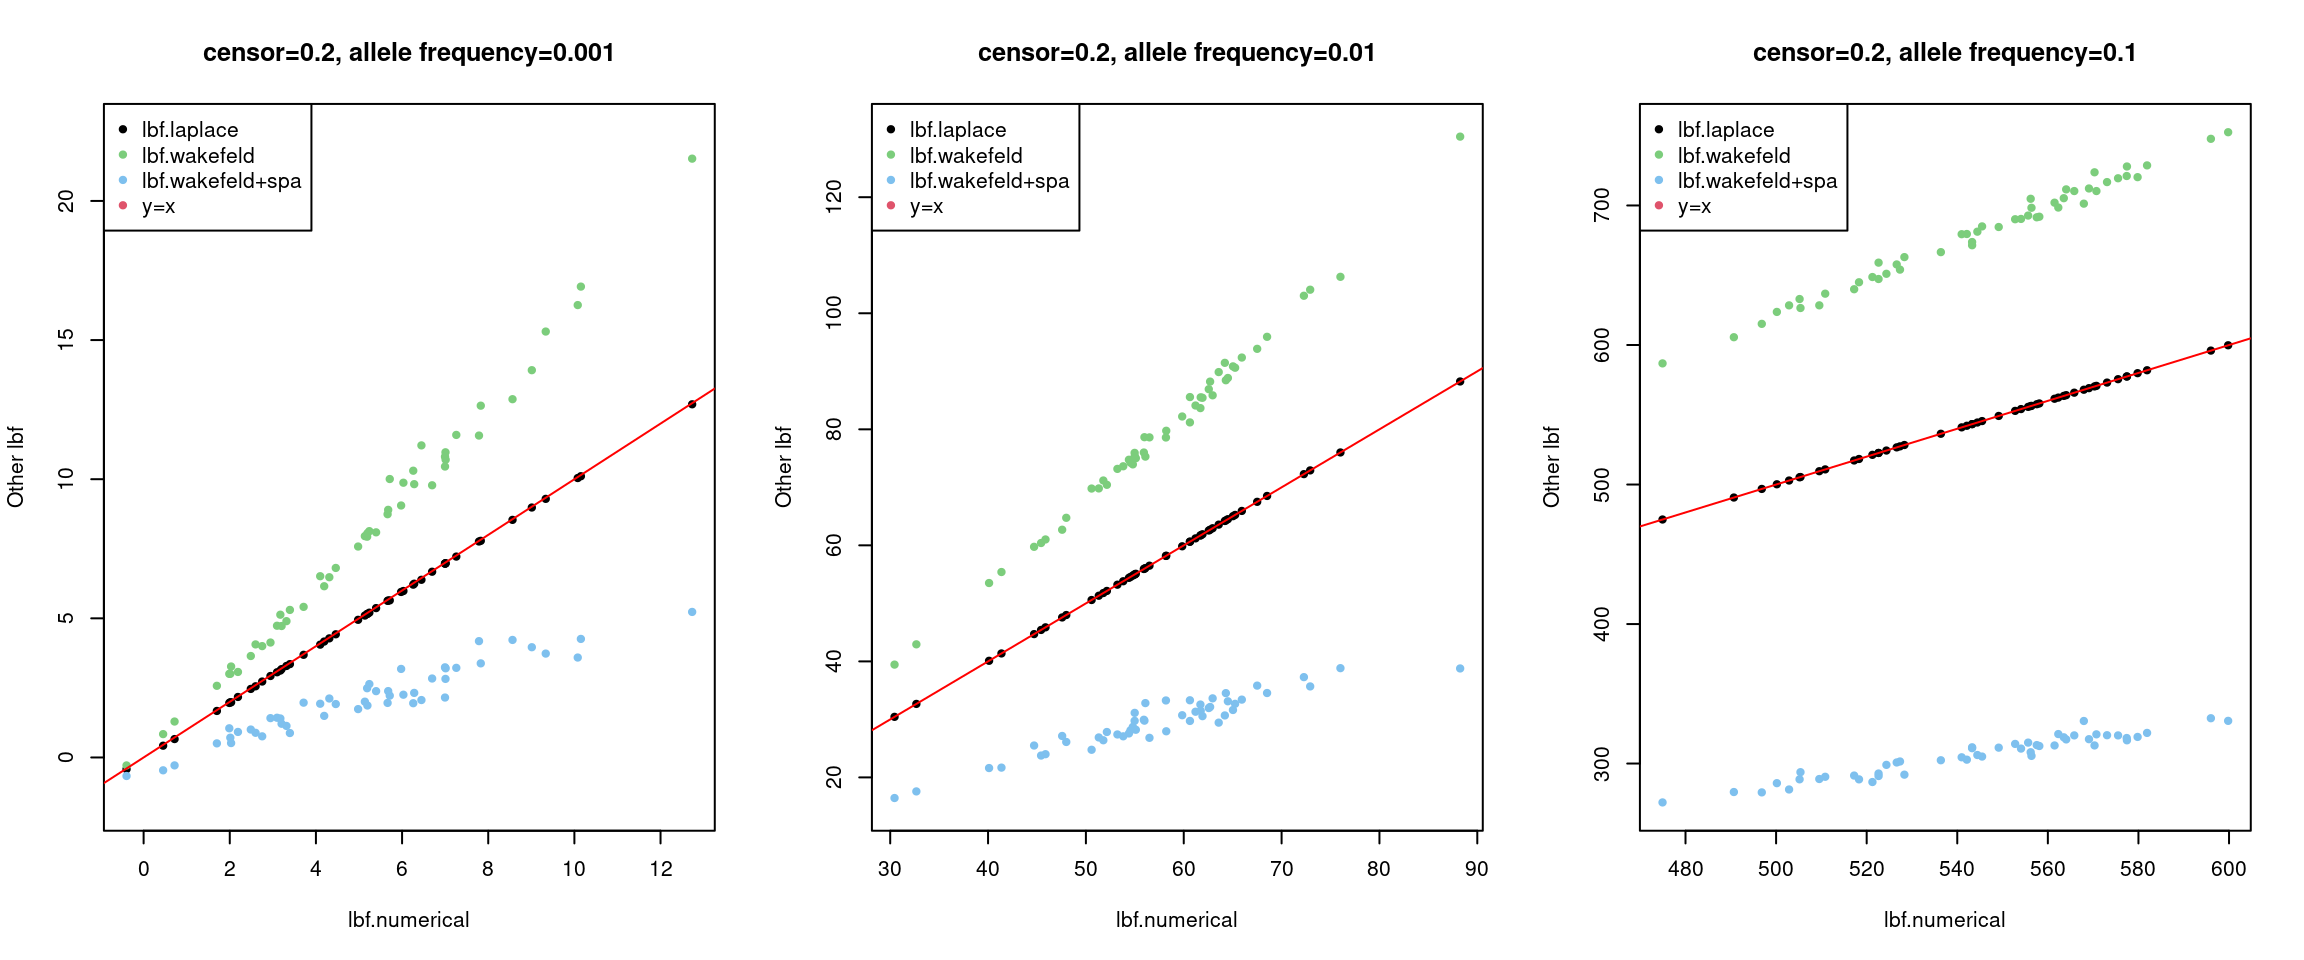 censor=0.2, allele frequency=0.001
lbf.laplace
lbf.wakefeld
lbf.wakefeld+spa
y=x
Other lbf
20
15
10
5
0
0 2 4 6 8 10 12
lbf.numerical
censor=0.2, allele frequency=0.01
lbf.laplace
lbf.wakefeld
lbf.wakefeld+spa
y=x
Other lbf
120
100
80
60
40
20
30 40 50 60 70 80 90
lbf.numerical
censor=0.2, allele frequency=0.1
lbf.laplace
lbf.wakefeld
lbf.wakefeld+spa
y=x
Other lbf
700
600
500
400
300
480 500 520 540 560 580 600
lbf.numerical